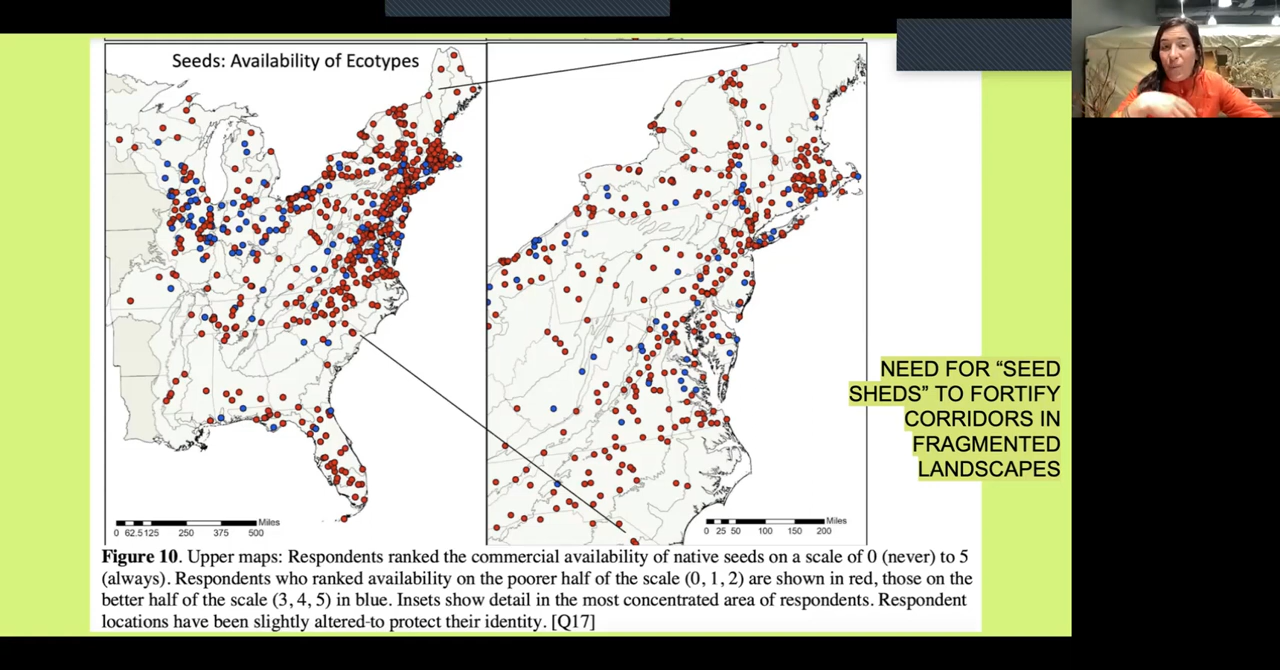 Seeds: Availability of Ecotypes
Miles
0 62.5 125 250 375 500
Miles
0 25 50 100 150 200
NEED FOR “SEED
SHEDS” TO FORTIFY
CORRIDORS IN
FRAGMENTED
LANDSCAPES
Figure 10. Upper maps: Respondents ranked the commercial availability of native seeds on a scale of 0 (never) to 5
(always). Respondents who ranked availability on the poorer half of the scale (0, 1, 2) are shown in red, those on the
better half of the scale (3, 4, 5) in blue. Insets show detail in the most concentrated area of respondents. Respondent
locations have been slightly altered-to protect their identity. [Q17]